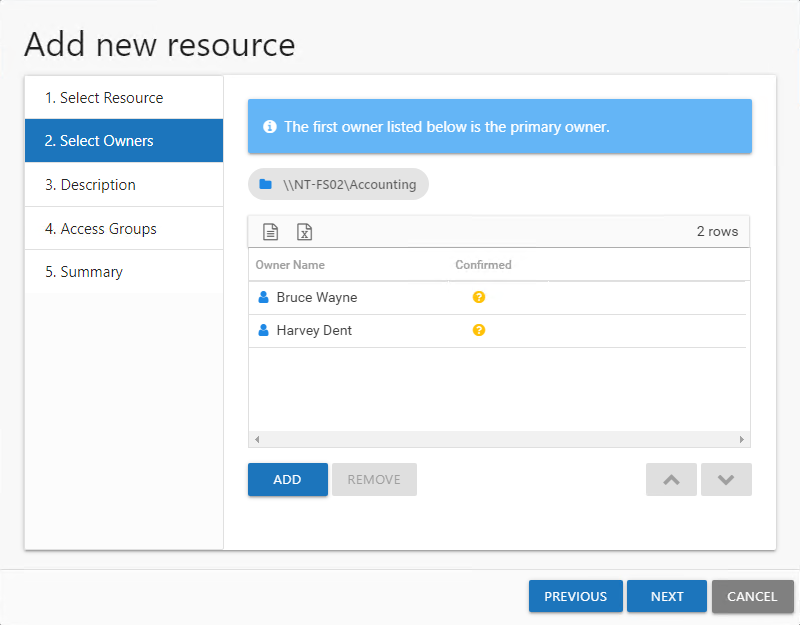 Add new resource
1. Select Resource
2. Select Owners
3. Description
4. Access Groups
5. Summary
The first owner listed below is the primary owner.
\\NT-FS02\Accounting
2 rows
Owner Name Confirmed
Bruce Wayne ?
Harvey Dent ?
ADD REMOVE
PREVIOUS NEXT CANCEL